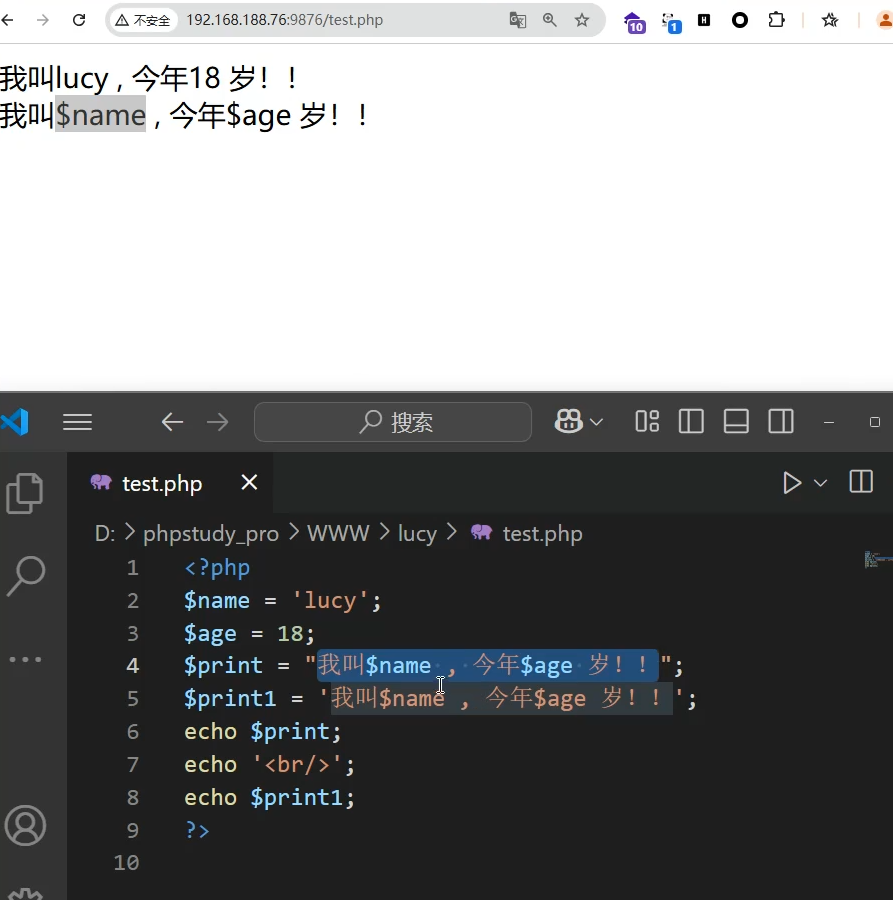 不安全 192.168.188.76:9876/test.php 10 1 H
我叫lucy , 今年18 岁！！
我叫$name , 今年$age 岁！！
搜索
test.php
D: > phpstudy_pro > WWW > lucy > test.php
1 <?php
2 $name = 'lucy';
3 $age = 18;
4 $print = "我叫$name , 今年$age 岁！！";
5 $print1 = '我叫$name , 今年$age 岁！！';
6 echo $print;
7 echo '<br/>';
8 echo $print1;
9 ?>
10